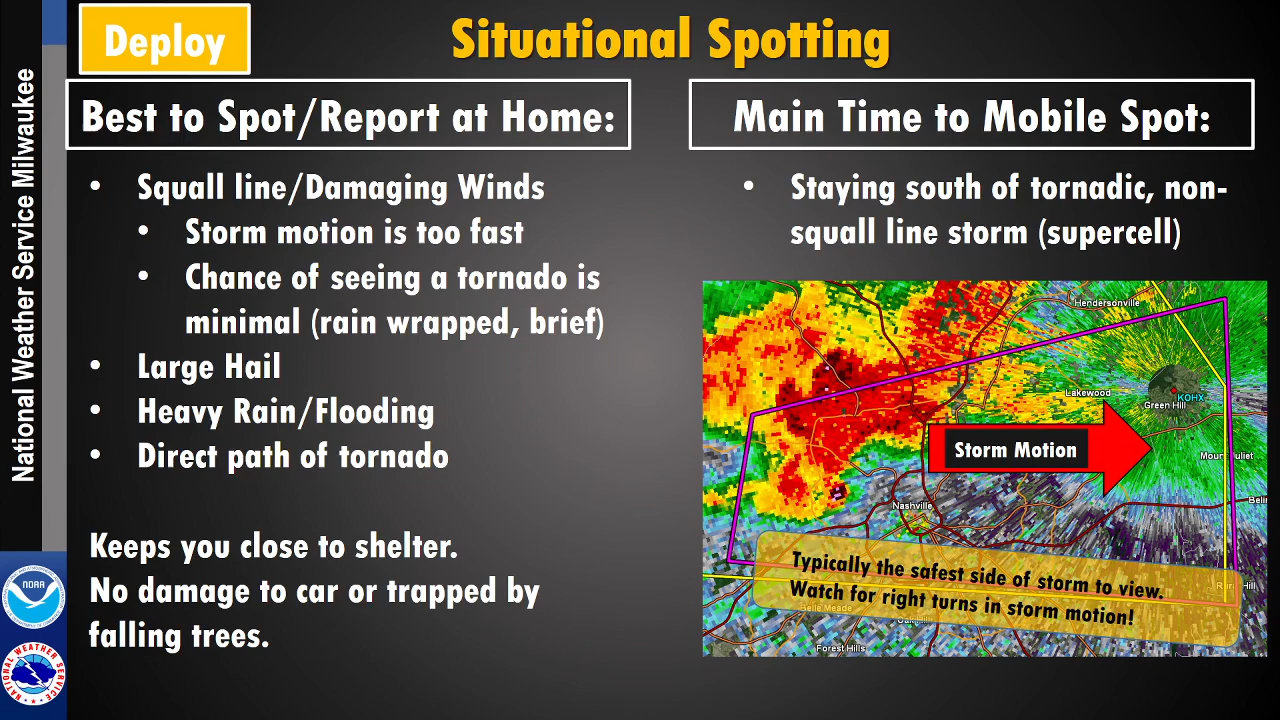 Deploy
Situational Spotting
National Weather Service Milwaukee
Best to Spot/Report at Home:
• Squall line/Damaging Winds
• Storm motion is too fast
• Chance of seeing a tornado is
minimal (rain wrapped, brief)
• Large Hail
• Heavy Rain/Flooding
• Direct path of tornado
Keeps you close to shelter.
No damage to car or trapped by
falling trees.
Main Time to Mobile Spot:
• Staying south of tornadic, non-
squall line storm (supercell)
Hendersonville
Lakewood
KOHX
Green Hill
Storm Motion
Mount Juliet
Nashville
Typically the safest side of storm to view.
Watch for right turns in storm motion!
Belle Meade
Forest Hills
NOAA
NATIONAL WEATHER SERVICE